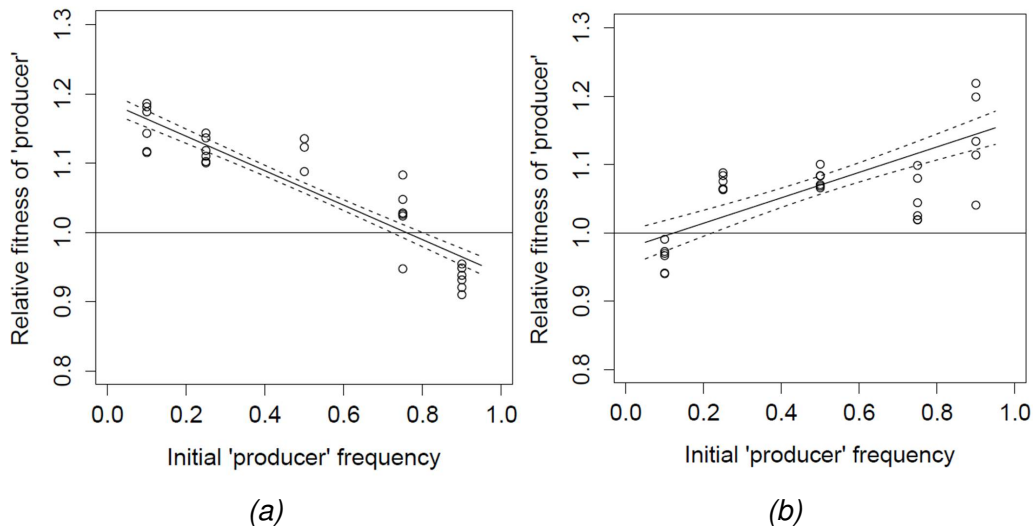 1.3
1.2
1.1
1.0
0.9
0.8
Relative fitness of 'producer'
0.0 0.2 0.4 0.6 0.8 1.0
Initial 'producer' frequency
(a)
1.3
1.2
1.1
1.0
0.9
0.8
Relative fitness of 'producer'
0.0 0.2 0.4 0.6 0.8 1.0
Initial 'producer' frequency
(b)